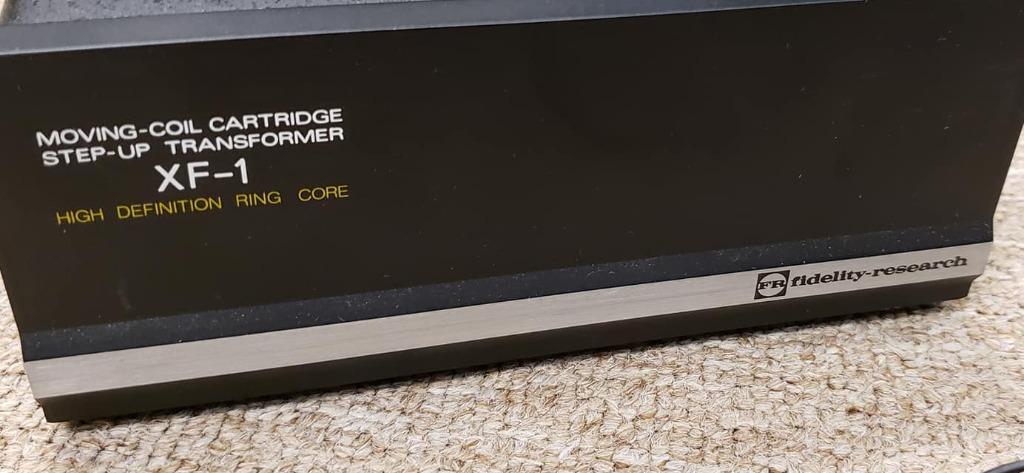 MOVING-COIL CARTRIDGE
STEP-UP TRANSFORMER
XF-1
HIGH DEFINITION RING CORE
FR fidelity-research